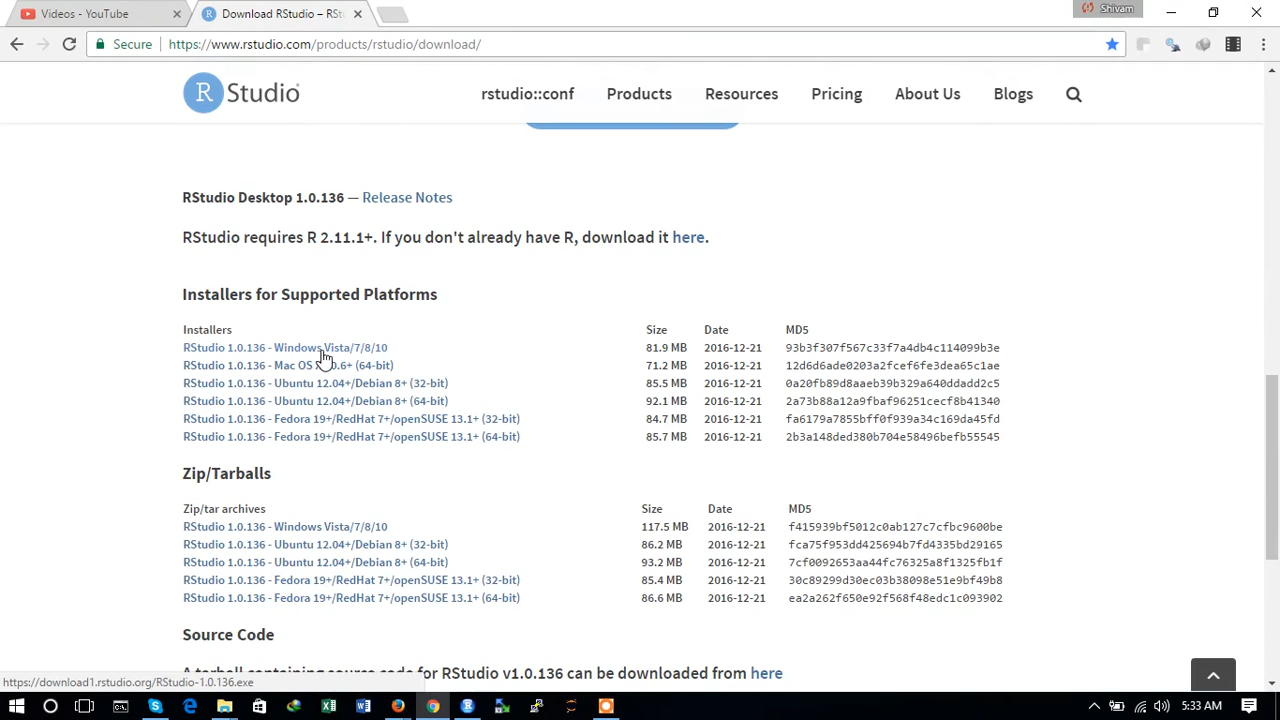 Videos - YouTube
Download RStudio – RSt
Shivam
Secure https://www.rstudio.com/products/rstudio/download/
R Studio rstudio::conf Products Resources Pricing About Us Blogs
RStudio Desktop 1.0.136 — Release Notes
RStudio requires R 2.11.1+. If you don't already have R, download it here.
Installers for Supported Platforms
Installers Size Date MD5
RStudio 1.0.136 - Windows Vista/7/8/10 81.9 MB 2016-12-21 93b3f307f567c33f7a4db4c114099b3e
RStudio 1.0.136 - Mac OS X 10.6+ (64-bit) 71.2 MB 2016-12-21 12d6d6ade0203a2fcef6fe3dea65c1ae
RStudio 1.0.136 - Ubuntu 12.04+/Debian 8+ (32-bit) 85.5 MB 2016-12-21 0a20fb89d8aaeb39b329a640ddadd2c5
RStudio 1.0.136 - Ubuntu 12.04+/Debian 8+ (64-bit) 92.1 MB 2016-12-21 2a73b88a12a9fbaf96251cecf8b41340
RStudio 1.0.136 - Fedora 19+/RedHat 7+/openSUSE 13.1+ (32-bit) 84.7 MB 2016-12-21 fa6179a7855bff0f939a34c169da45fd
RStudio 1.0.136 - Fedora 19+/RedHat 7+/openSUSE 13.1+ (64-bit) 85.7 MB 2016-12-21 2b3a148ded380b704e58496befb55545
Zip/Tarballs
Zip/tar archives Size Date MD5
RStudio 1.0.136 - Windows Vista/7/8/10 117.5 MB 2016-12-21 f415939bf5012c0ab127c7cfbc9600be
RStudio 1.0.136 - Ubuntu 12.04+/Debian 8+ (32-bit) 86.2 MB 2016-12-21 fca75f953dd425694b7fd4335bd29165
RStudio 1.0.136 - Ubuntu 12.04+/Debian 8+ (64-bit) 93.2 MB 2016-12-21 7cf0092653aa44fc76325a8f1325fb1f
RStudio 1.0.136 - Fedora 19+/RedHat 7+/openSUSE 13.1+ (32-bit) 85.4 MB 2016-12-21 30c89299d30ec03b38098e51e9bf49b8
RStudio 1.0.136 - Fedora 19+/RedHat 7+/openSUSE 13.1+ (64-bit) 86.6 MB 2016-12-21 ea2a262f650e92f568f48edc1c093902
Source Code
A tarball containing source code for RStudio v1.0.136 can be downloaded from here
https://download1.rstudio.org/RStudio-1.0.136.exe
5:33 AM